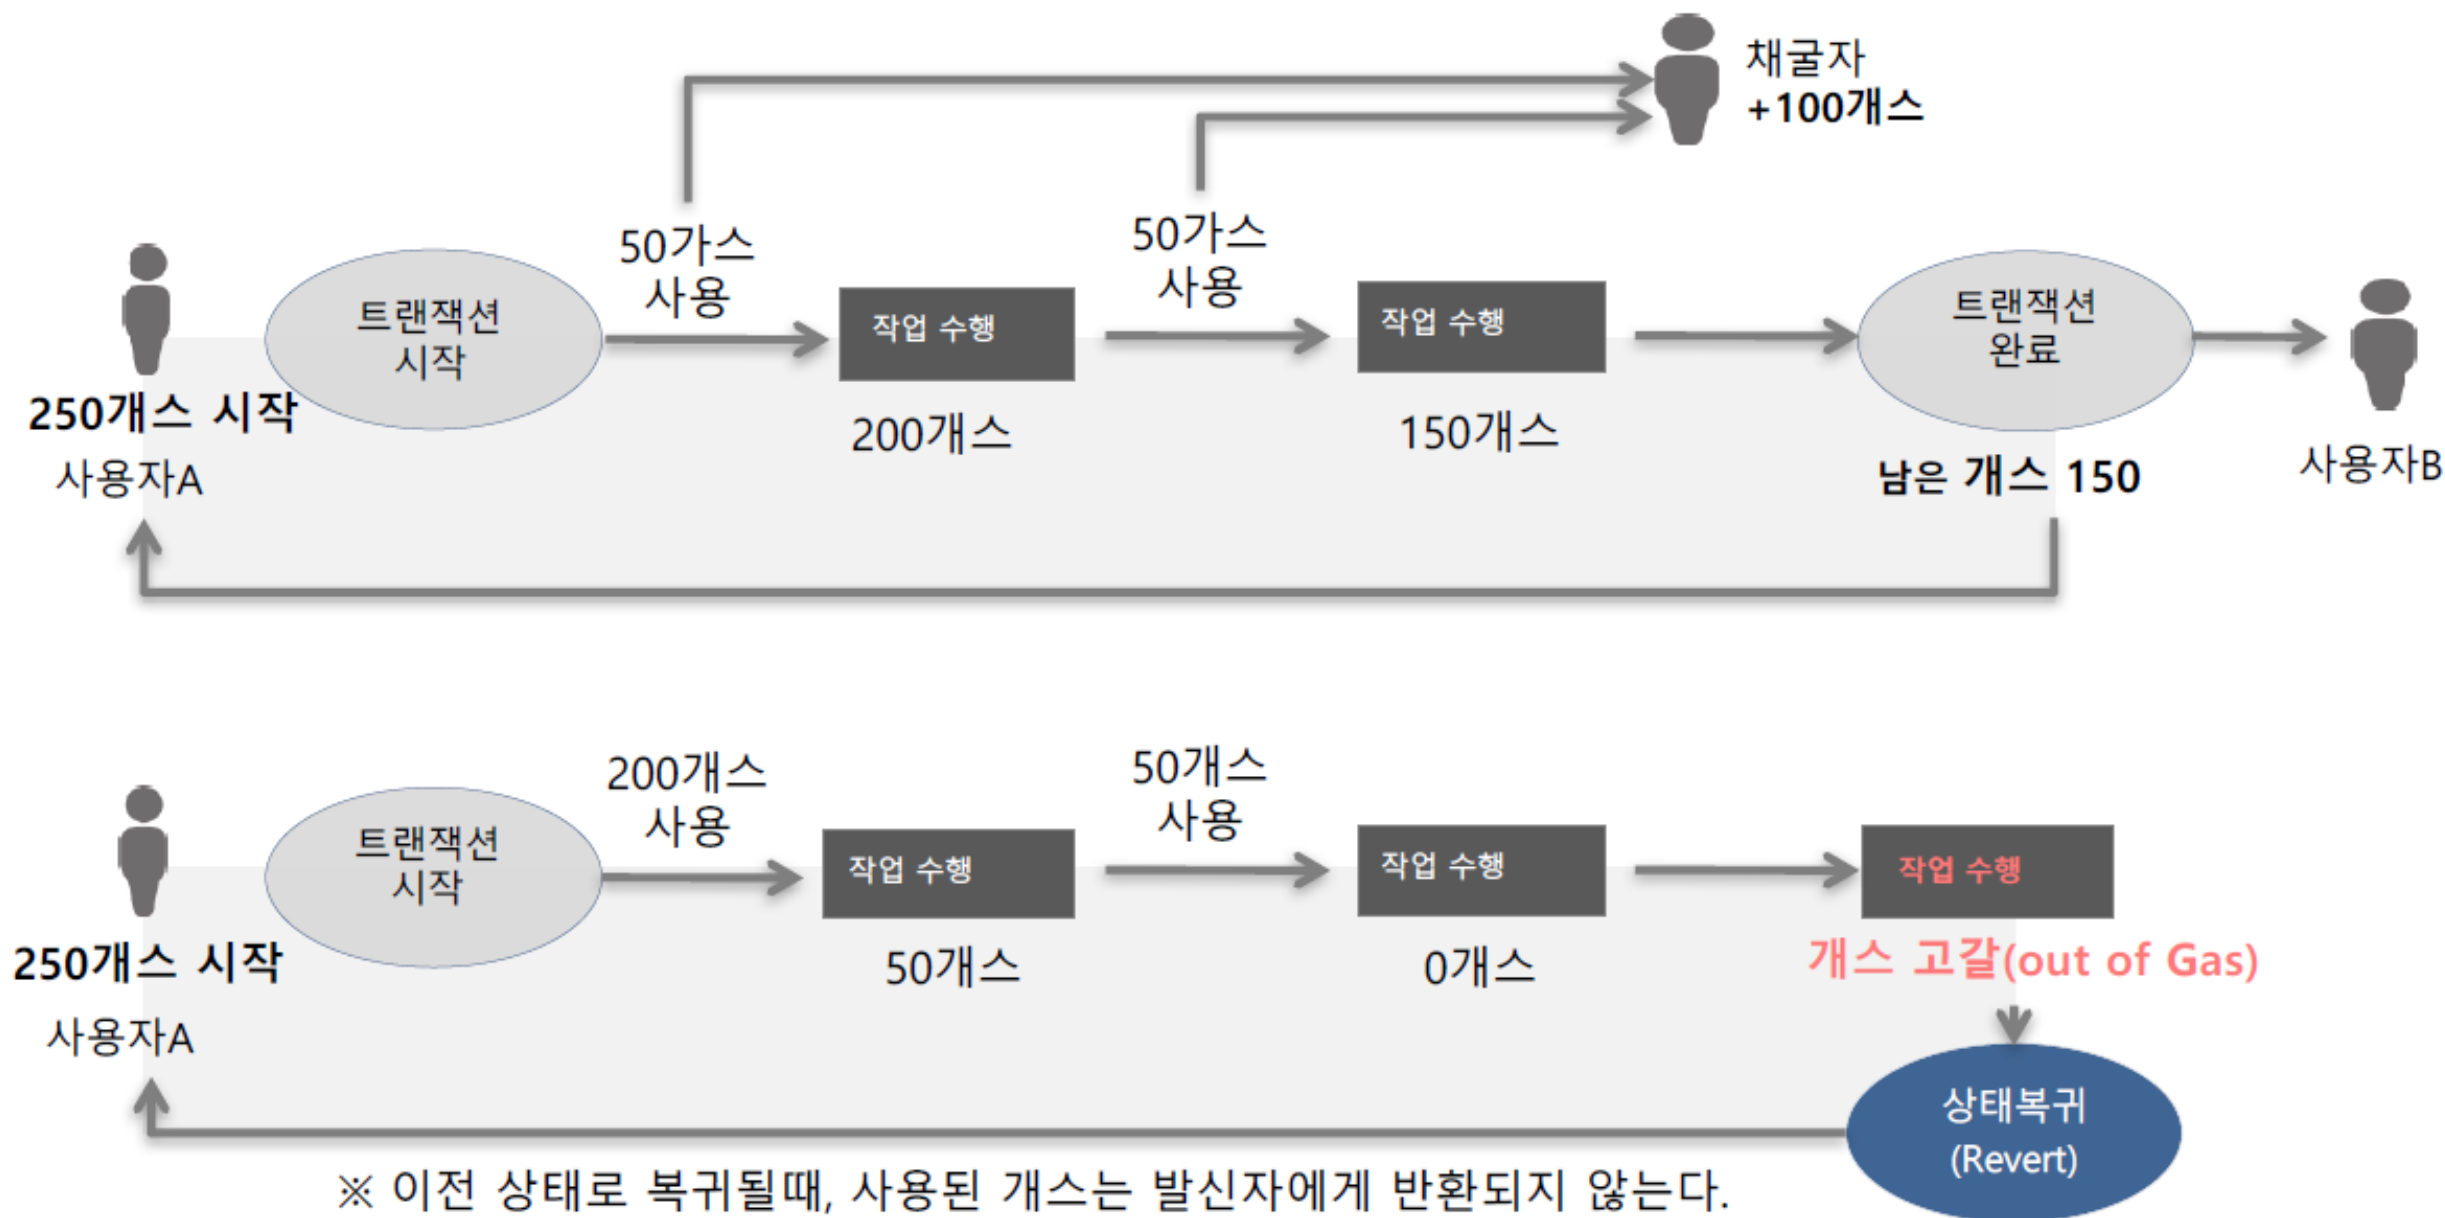 채굴자
+100개스
50가스
사용
50가스
사용
트랜잭션
시작
작업 수행
작업 수행
트랜잭션
완료
250개스 시작
사용자A
200개스
150개스
남은 개스 150
사용자B
200개스
사용
50개스
사용
트랜잭션
시작
작업 수행
작업 수행
작업 수행
250개스 시작
사용자A
50개스
0개스
개스 고갈(out of Gas)
상태복귀
(Revert)
※ 이전 상태로 복귀될때, 사용된 개스는 발신자에게 반환되지 않는다.